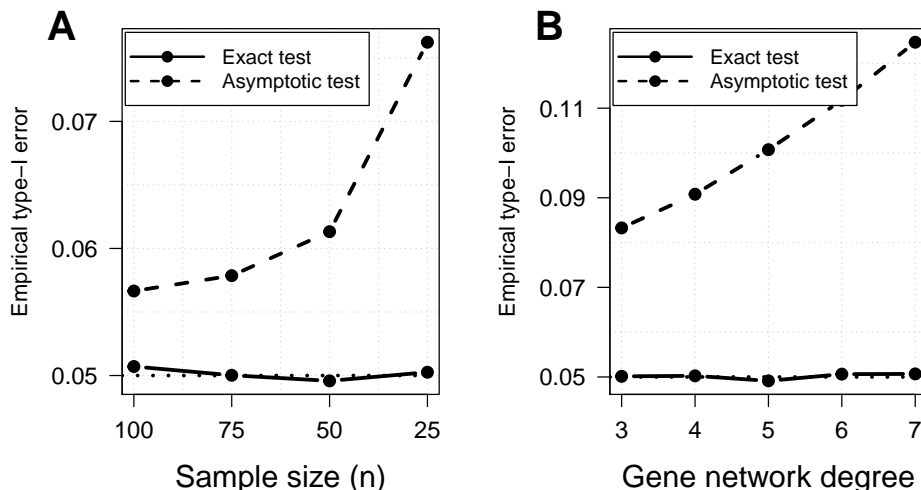 A
Exact test
Asymptotic test
Empirical type–I error
0.07
0.06
0.05
100 75 50 25
Sample size (n)
B
Exact test
Asymptotic test
Empirical type–I error
0.11
0.09
0.07
0.05
3 4 5 6 7
Gene network degree